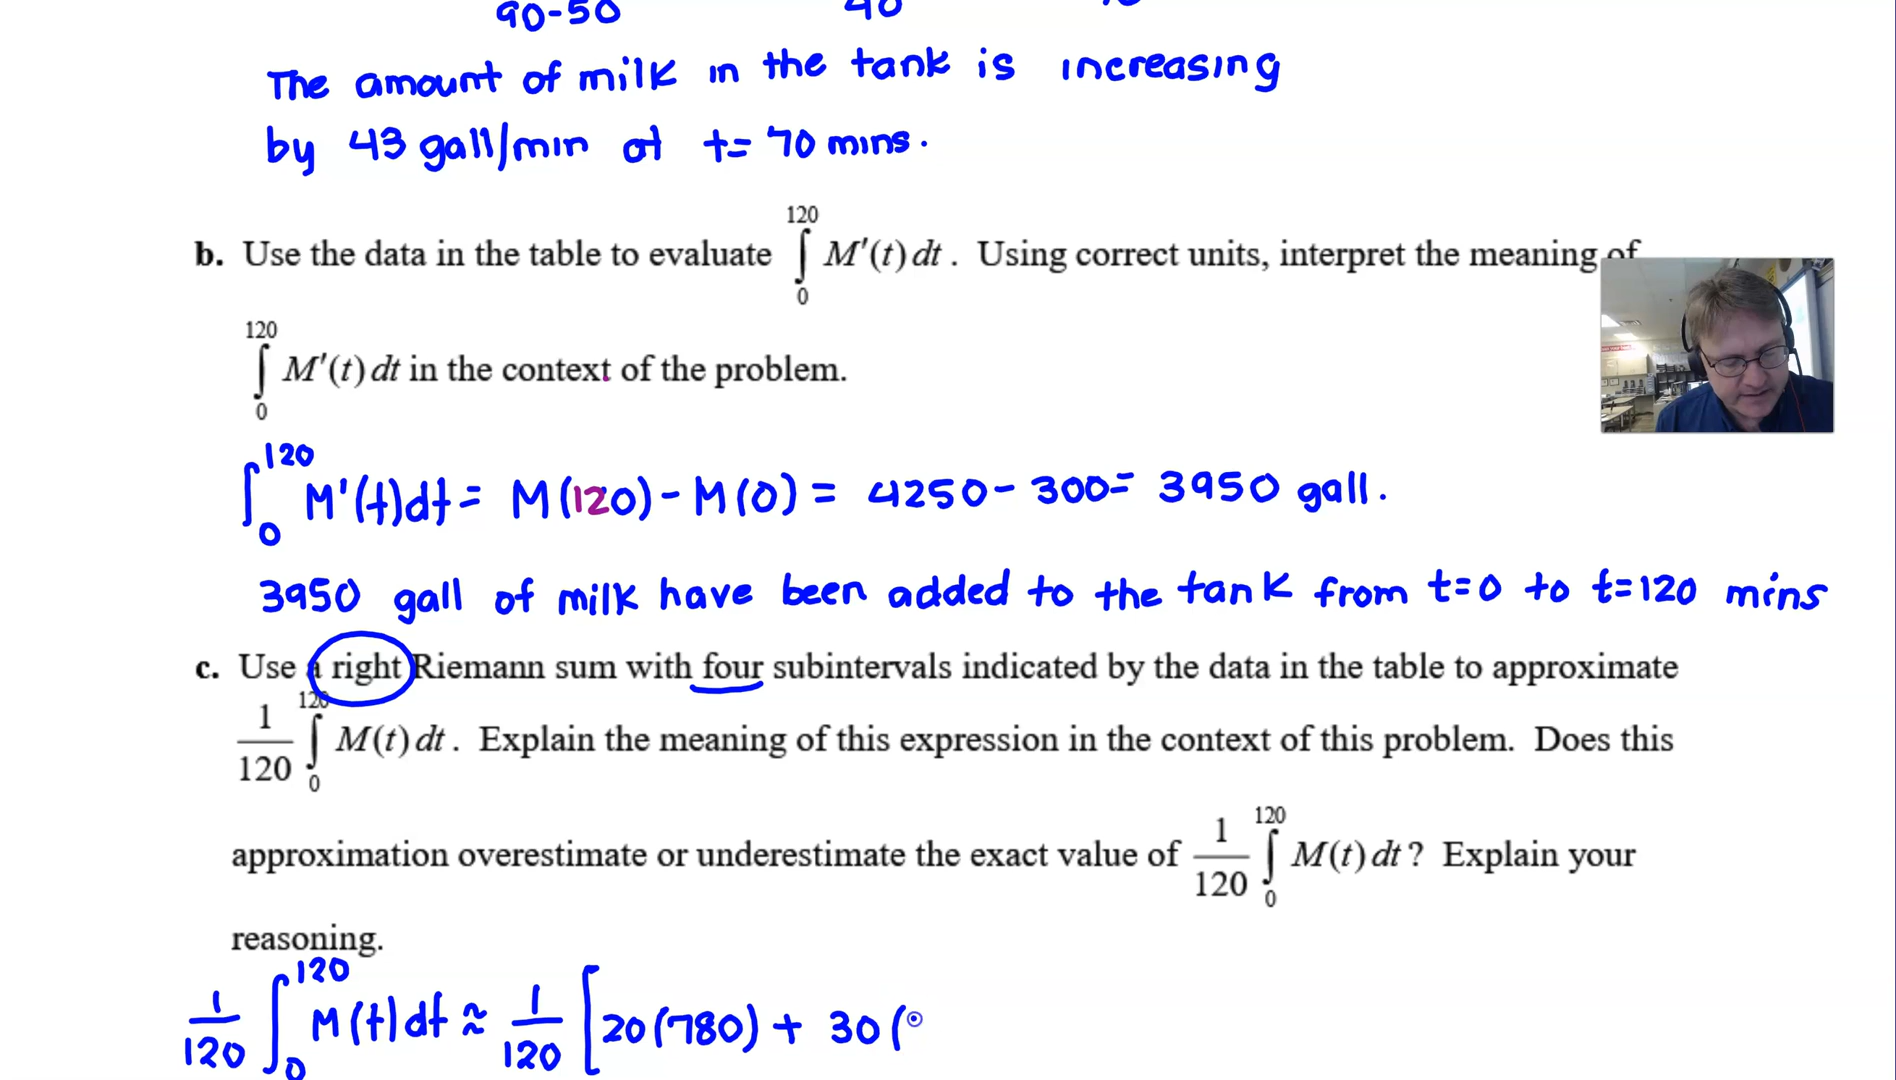 90-50 40
The amount of milk in the tank is increasing
by 43 gall/min at t= 70 mins.
b. Use the data in the table to evaluate ∫₀¹²⁰ M'(t) dt . Using correct units, interpret the meaning of
∫₀¹²⁰ M'(t) dt in the context of the problem.
∫₀¹²⁰ M'(t)dt = M(120) - M(0) = 4250 - 300 = 3950 gall.
3950 gall of milk have been added to the tank from t=0 to t=120 mins
c. Use a right Riemann sum with four subintervals indicated by the data in the table to approximate
1/120 ∫₀¹²⁰ M(t) dt . Explain the meaning of this expression in the context of this problem. Does this
approximation overestimate or underestimate the exact value of 1/120 ∫₀¹²⁰ M(t) dt ? Explain your
reasoning.
1/120 ∫₀¹²⁰ M(t)dt ≈ 1/120 [20(780) + 30(